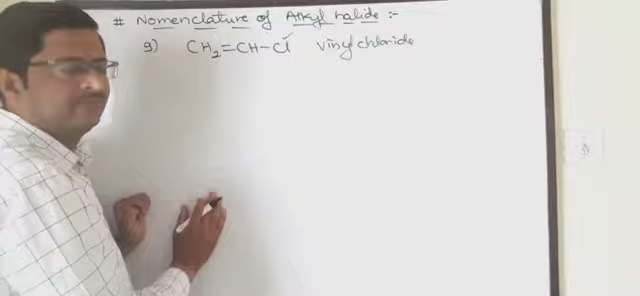 # Nomenclature of Alkyl halide :-
9) CH₂=CH-Cl vinyl chloride